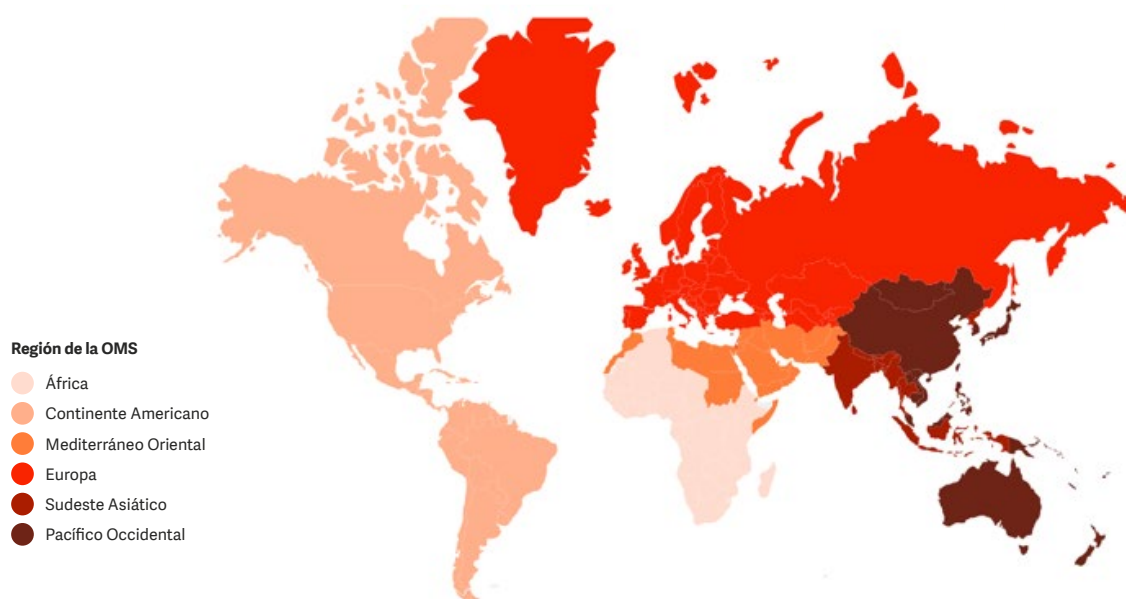 Región de la OMS
África
Continente Americano
Mediterráneo Oriental
Europa
Sudeste Asiático
Pacífico Occidental